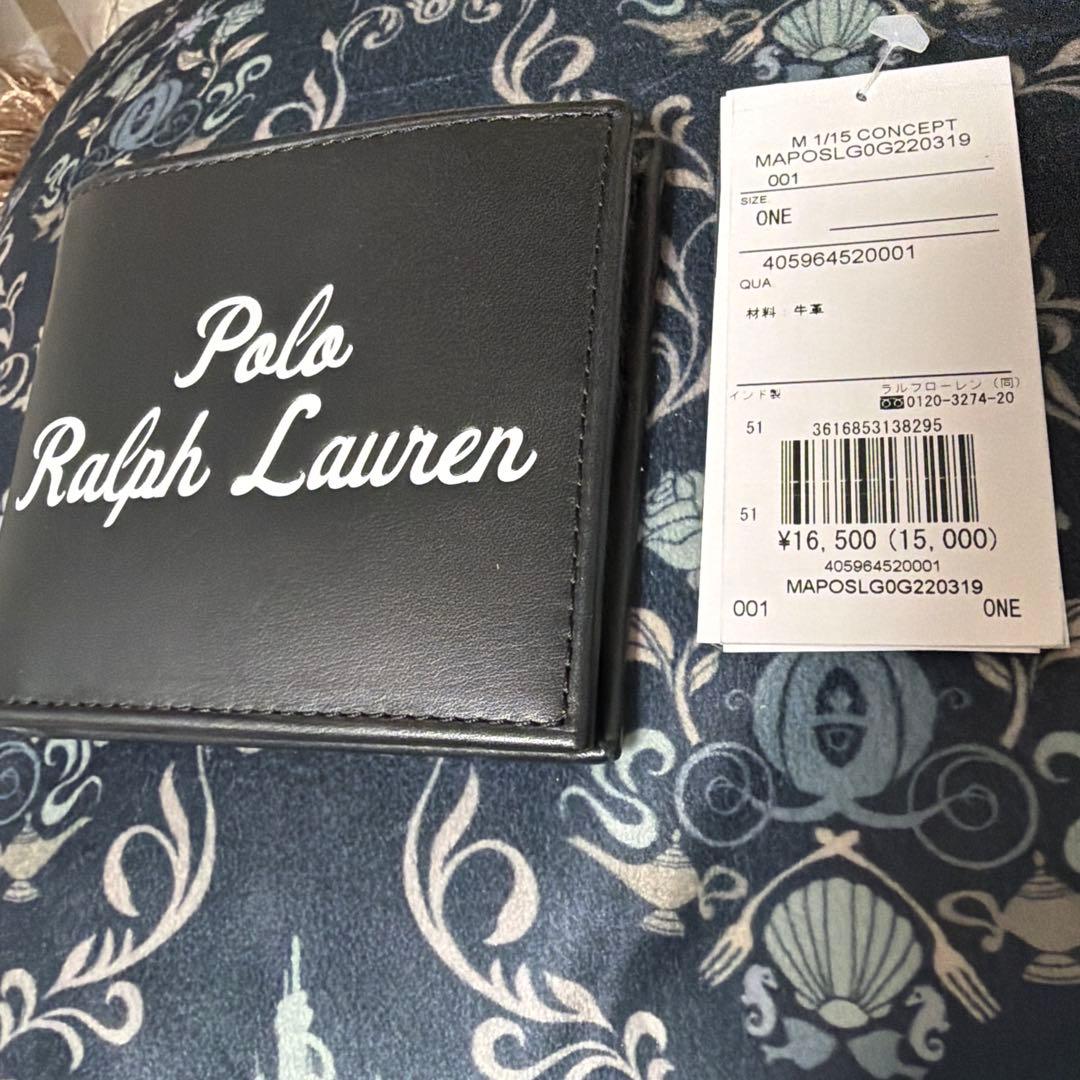 Polo
Ralph Lauren
M 1/15 CONCEPT
MAPOSLG0G220319
001
SIZE
ONE
405964520001
QUA
材料：牛革
インド製
ラルフローレン（同）
0120-3274-20
51 3616853138295
51
¥16,500 (15,000)
405964520001
MAPOSLG0G220319
001 ONE